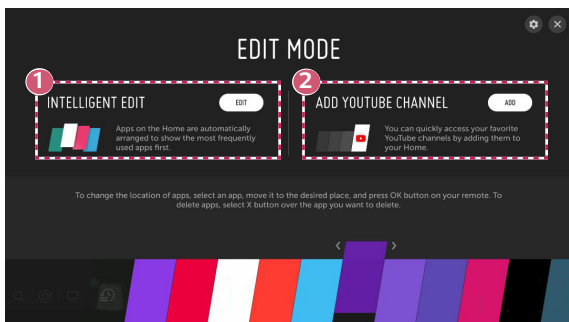 EDIT MODE
1
2
INTELLIGENT EDIT
EDIT
Apps on the Home are automatically
arranged to show the most frequently
used apps first.
ADD YOUTUBE CHANNEL
ADD
You can quickly access your favorite
YouTube channels by adding them to
your Home.
To change the location of apps, select an app, move it to the desired place, and press OK button on your remote. To
delete apps, select X button over the app you want to delete.